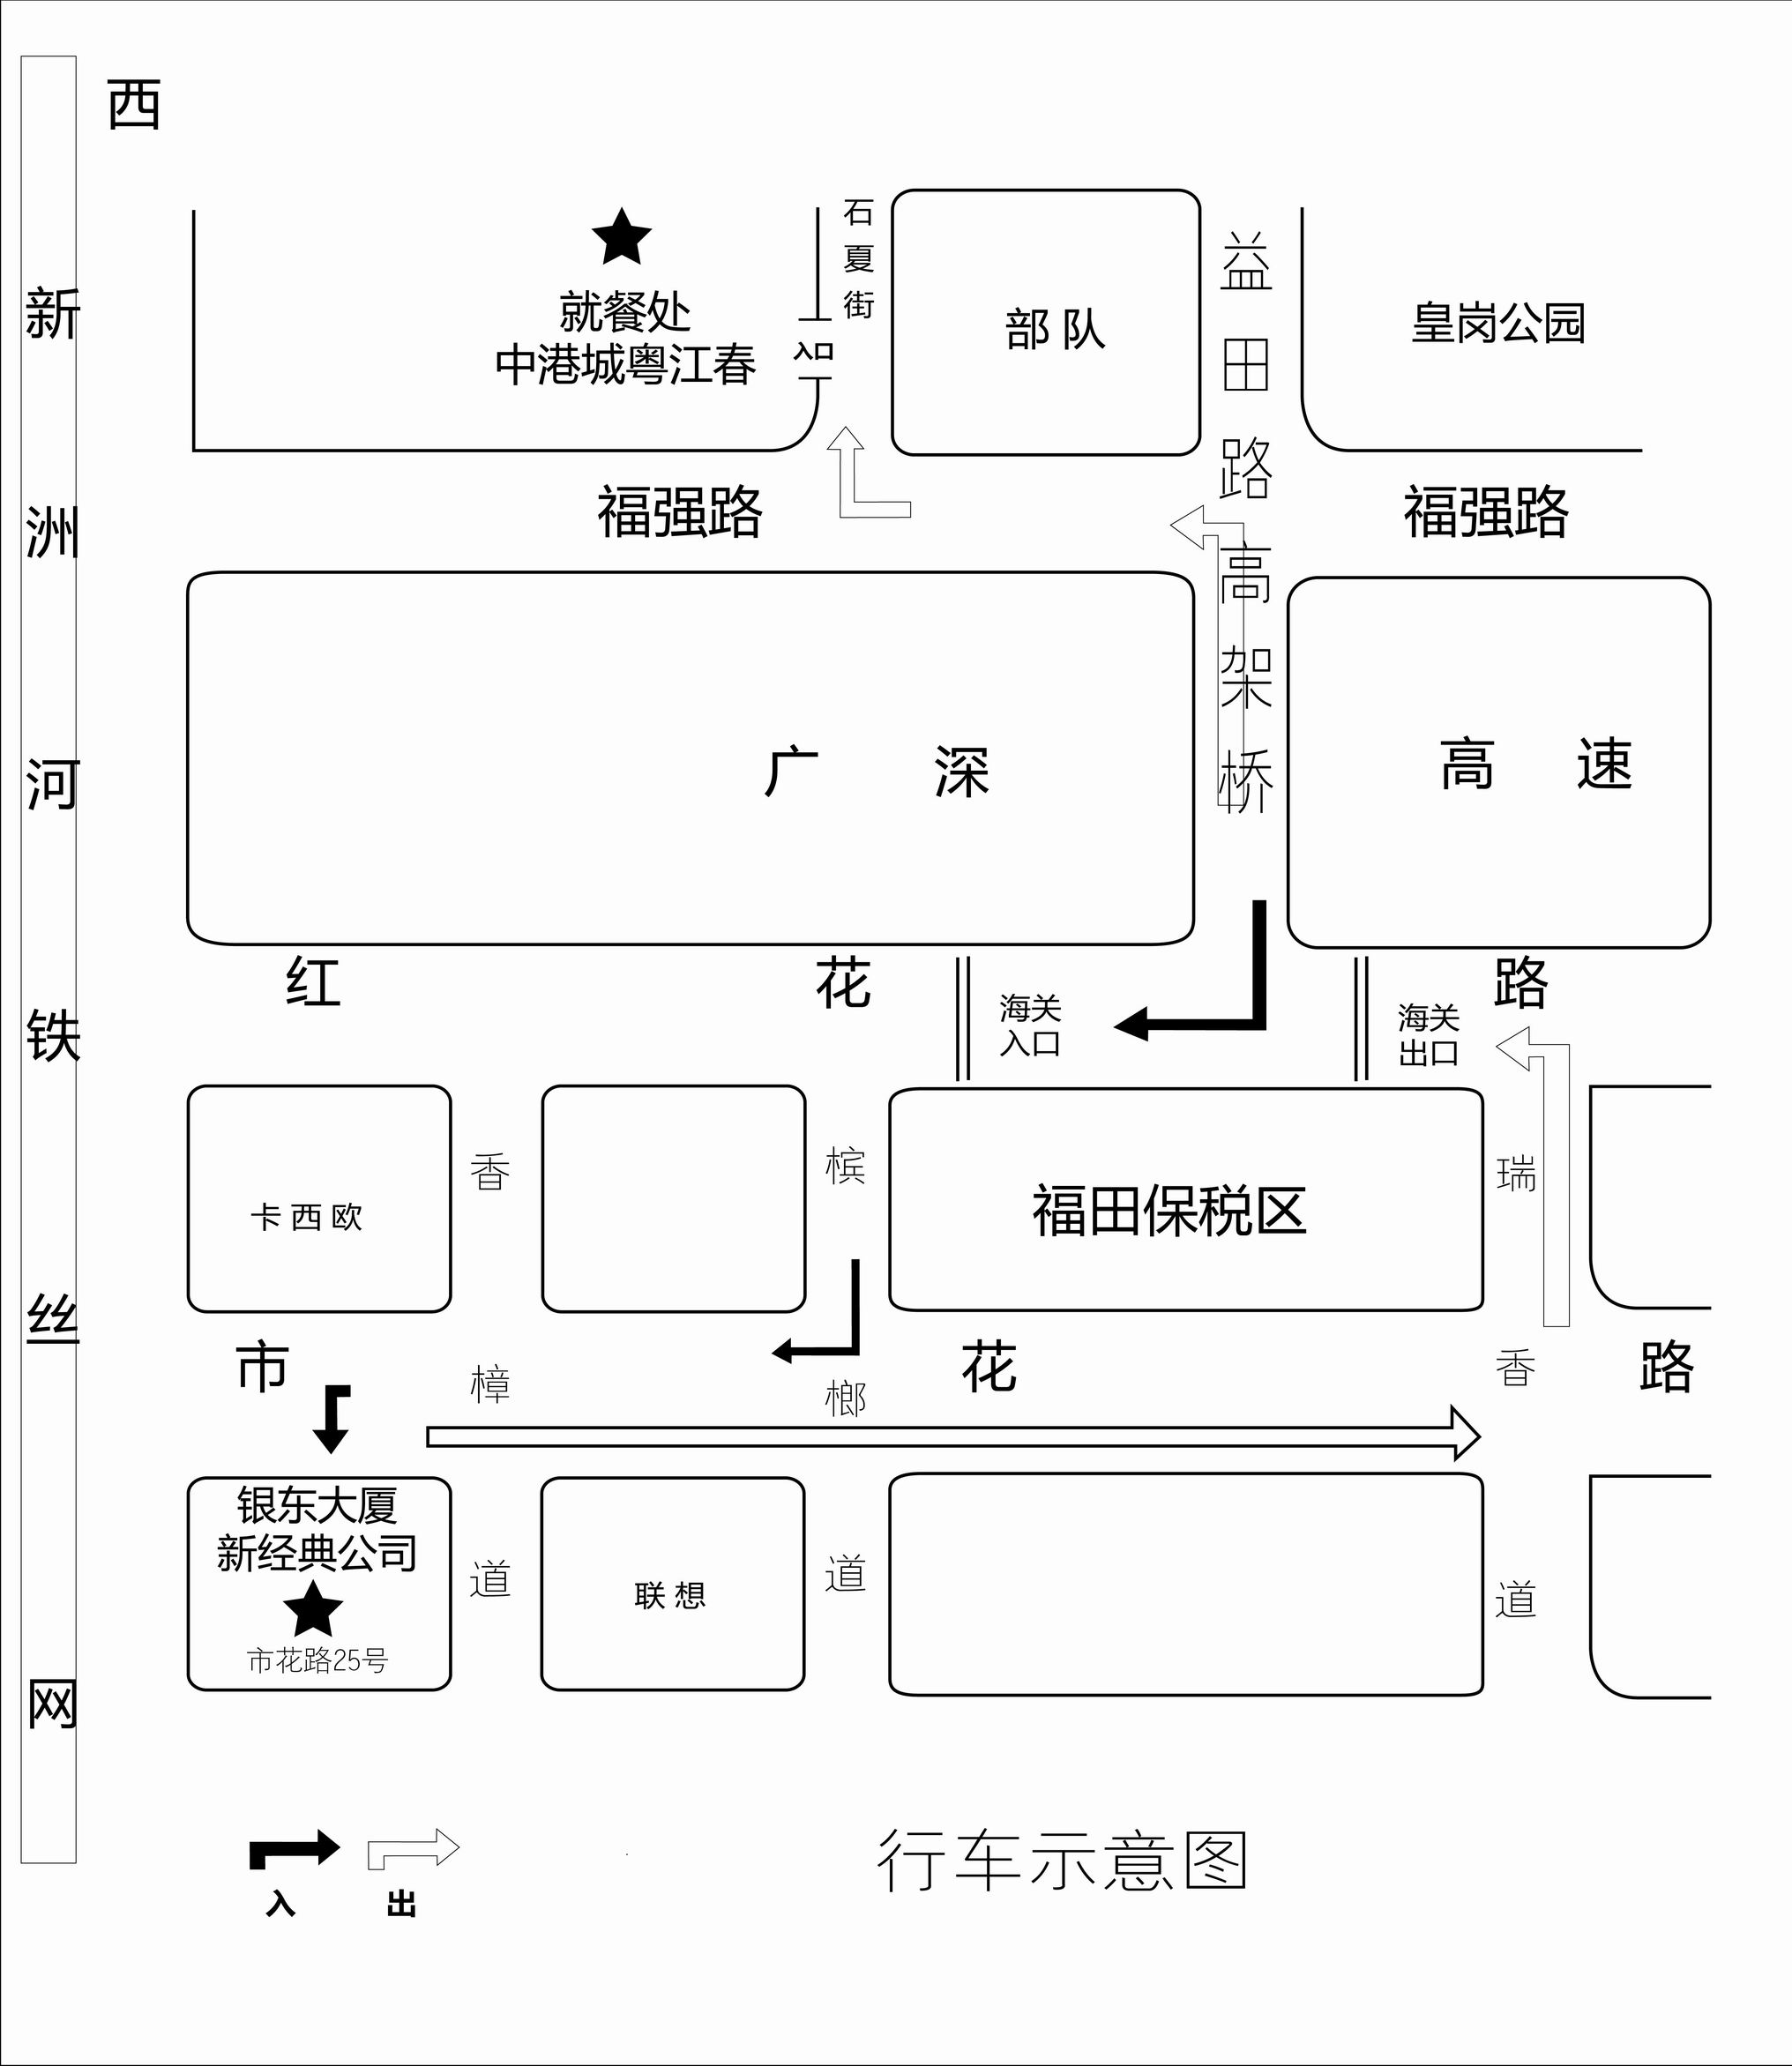 西
新洲河铁丝网
就餐处
中港城粤江春
入口
石夏街
部 队
益田路高架桥
皇岗公园
福强路
福强路
广 深
高 速
红 花 路
海关
入口
海关
出口
卡 西 欧
香樟道
槟榔道
福田保税区
瑞香道
市 花 路
银东大厦
新经典公司
市花路25号
联 想
入
出
行车示意图